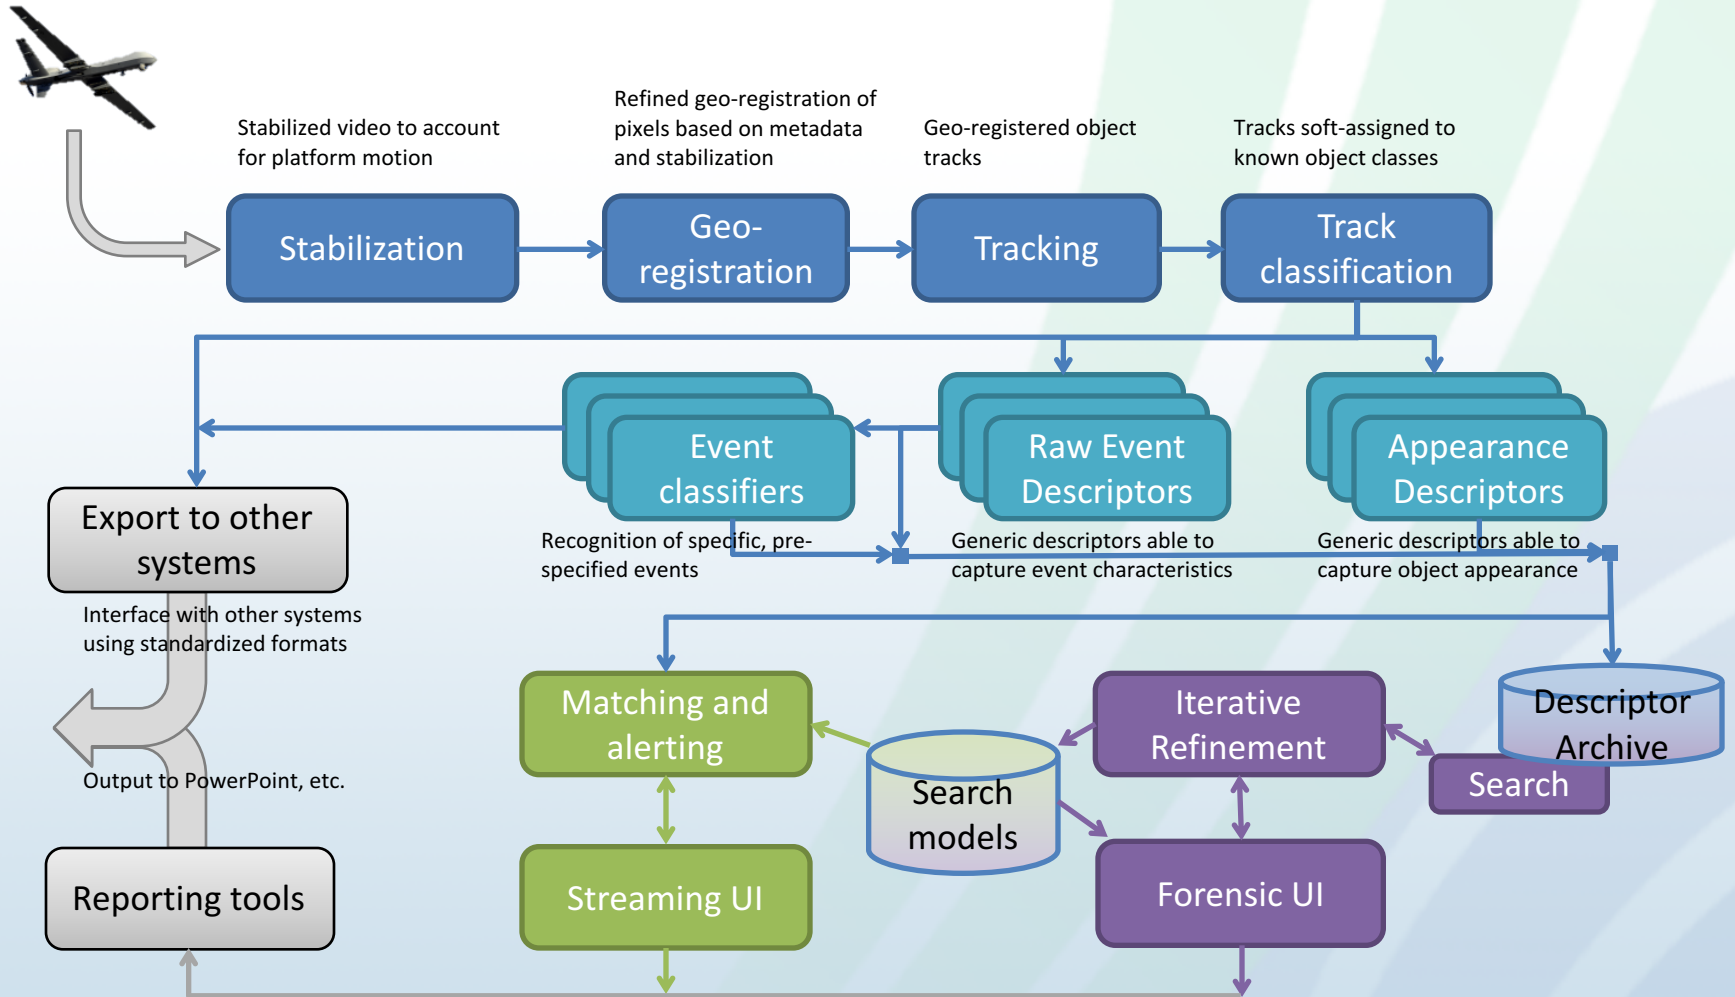 Stabilized video to account
for platform motion
Refined geo-registration of
pixels based on metadata
and stabilization
Geo-registered object
tracks
Tracks soft-assigned to
known object classes
Stabilization
Geo-
registration
Tracking
Track
classification
Event
classifiers
Raw Event
Descriptors
Appearance
Descriptors
Export to other
systems
Recognition of specific, pre-
specified events
Generic descriptors able to
capture event characteristics
Generic descriptors able to
capture object appearance
Interface with other systems
using standardized formats
Matching and
alerting
Iterative
Refinement
Descriptor
Archive
Search
Search
models
Output to PowerPoint, etc.
Reporting tools
Streaming UI
Forensic UI